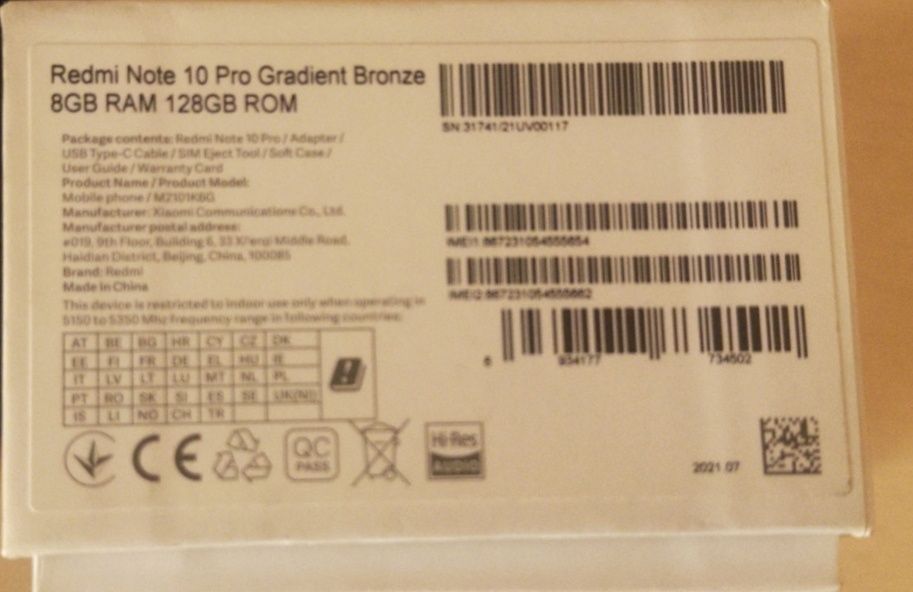 Redmi Note 10 Pro Gradient Bronze
8GB RAM 128GB ROM
Package contents: Redmi Note 10 Pro / Adapter /
USB Type-C Cable / SIM Eject Tool / Soft Case /
User Guide / Warranty Card
Product Name / Product Model:
Mobile phone / M2101K6G
Manufacturer: Xiaomi Communications Co., Ltd.
Manufacturer postal address:
#019, 9th Floor, Building 6, 33 Xi'erqi Middle Road,
Haidian District, Beijing, China, 100085
Brand: Redmi
Made in China
This device is restricted to indoor use only when operating in
5150 to 5350 Mhz frequency range in following countries:
AT BE BG HR CY CZ DK
EE FI FR DE EL HU IE
IT LV LT LU MT NL PL
PT RO SK SI ES SE UK(NI)
IS LI NO CH TR
CE
QC
PASS
Hi-Res
AUDIO
SN:31741/21UV00117
IMEI1:
IMEI2:
6 934177 734502
2021.07